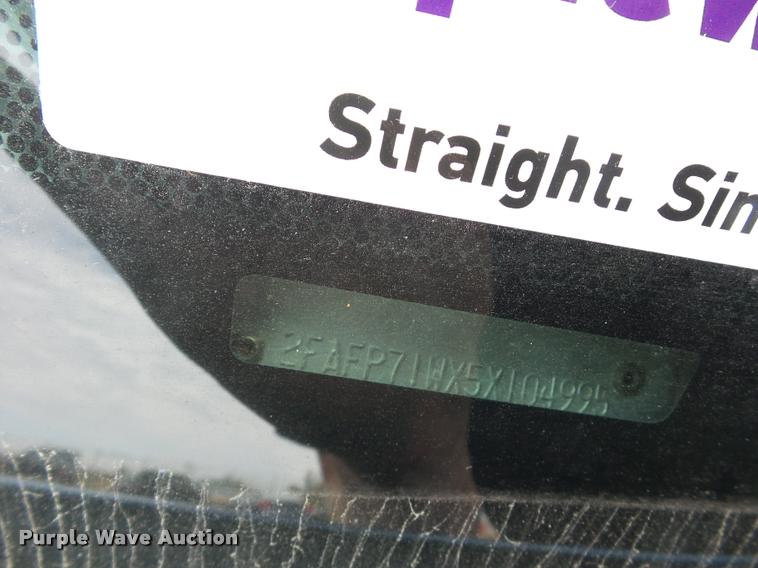 Straight. Sim
2FAFP71WX5X104995
Purple Wave Auction